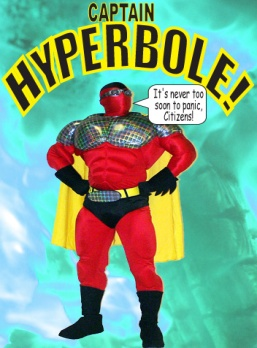 CAPTAIN
HYPERBOLE!
It's never too
soon to panic,
Citizens!